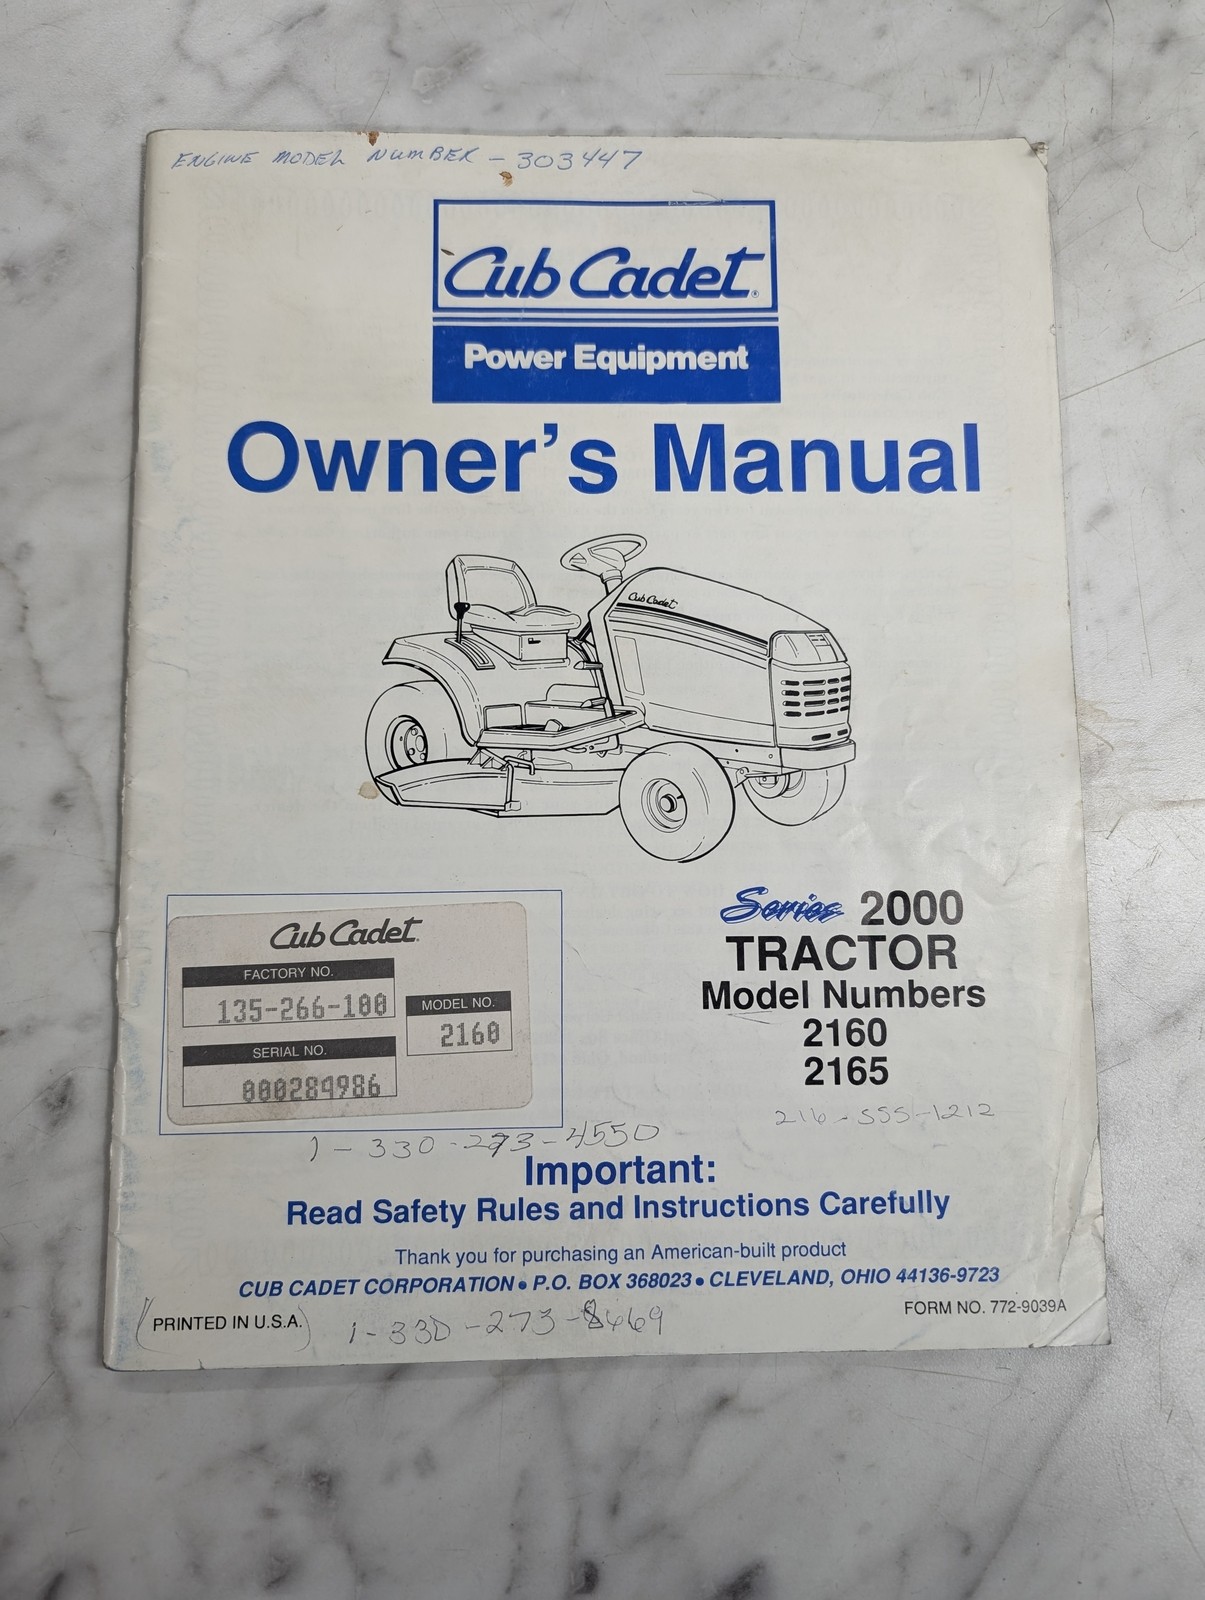 ENGINE MODEL NUMBER - 303447
Cub Cadet®
Power Equipment
Owner's Manual
Cub Cadet
Series 2000
TRACTOR
Model Numbers
2160
2165
Cub Cadet
FACTORY NO.
135-266-100
MODEL NO.
2160
SERIAL NO.
000284986
216-555-1212
1-330-273-4550
Important:
Read Safety Rules and Instructions Carefully
Thank you for purchasing an American-built product
CUB CADET CORPORATION • P.O. BOX 368023 • CLEVELAND, OHIO 44136-9723
FORM NO. 772-9039A
(PRINTED IN U.S.A.)
1-330-273-8669